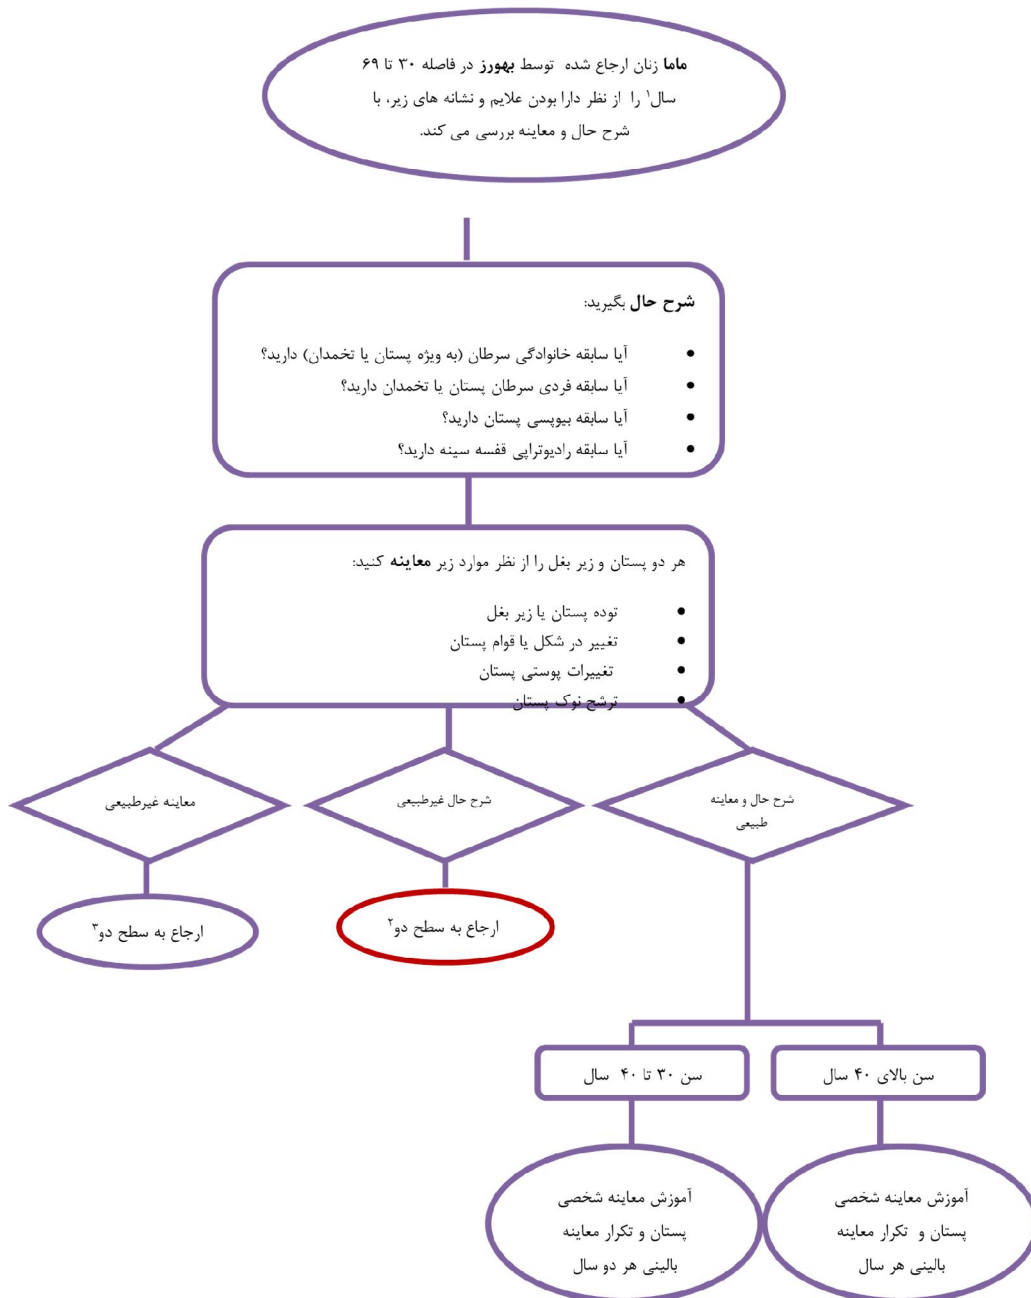 ماما زنان ارجاع شده توسط بهورز در فاصله ۳۰ تا ۶۹
سال۱ را از نظر دارا بودن علایم و نشانه های زیر، با
شرح حال و معاینه بررسی می کند.
شرح حال بگیرید:
• آیا سابقه خانوادگی سرطان (به ویژه پستان یا تخمدان) دارید؟
• آیا سابقه فردی سرطان پستان یا تخمدان دارید؟
• آیا سابقه بیوپسی پستان دارید؟
• آیا سابقه رادیوتراپی قفسه سینه دارید؟
هر دو پستان و زیر بغل را از نظر موارد زیر معاینه کنید:
• توده پستان یا زیر بغل
• تغییر در شکل یا قوام پستان
• تغییرات پوستی پستان
• ترشح نوک پستان
شرح حال و معاینه
طبیعی
شرح حال غیرطبیعی
معاینه غیرطبیعی
ارجاع به سطح دو۲
ارجاع به سطح دو۳
سن بالای ۴۰ سال
سن ۳۰ تا ۴۰ سال
آموزش معاینه شخصی
پستان و تکرار معاینه
بالینی هر سال
آموزش معاینه شخصی
پستان و تکرار معاینه
بالینی هر دو سال